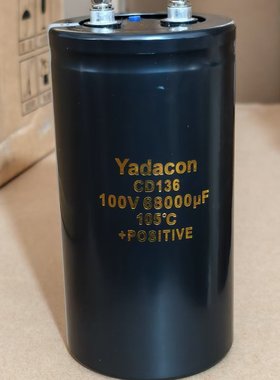 Yadacon
CD136
100V 68000µF
105℃
+POSITIVE